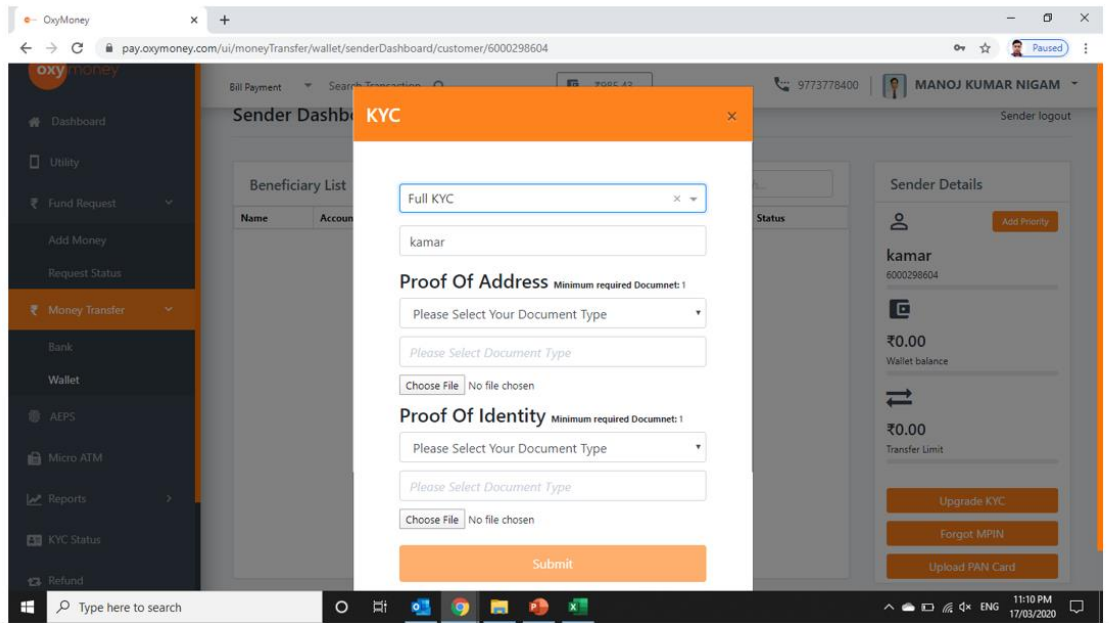 OxyMoney
pay.oxymoney.com/ui/moneyTransfer/wallet/senderDashboard/customer/6000298604
Paused
oxymoney
Bill Payment Search Transaction ₹985.43 9773778400 MANOJ KUMAR NIGAM
Sender Dashbo KYC × Sender logout
Dashboard
Utility
Fund Request
Add Money
Request Status
Money Transfer
Bank
Wallet
AEPS
Micro ATM
Reports
KYC Status
Refund
Beneficiary List
Name Accoun Status
Full KYC
kamar
Proof Of Address Minimum required Documnet: 1
Please Select Your Document Type
Please Select Document Type
Choose File No file chosen
Proof Of Identity Minimum required Documnet: 1
Please Select Your Document Type
Please Select Document Type
Choose File No file chosen
Submit
Sender Details
Add Priority
kamar
6000298604
₹0.00
Wallet balance
₹0.00
Transfer Limit
Upgrade KYC
Forgot MPIN
Upload PAN Card
Type here to search
ENG
11:10 PM
17/03/2020